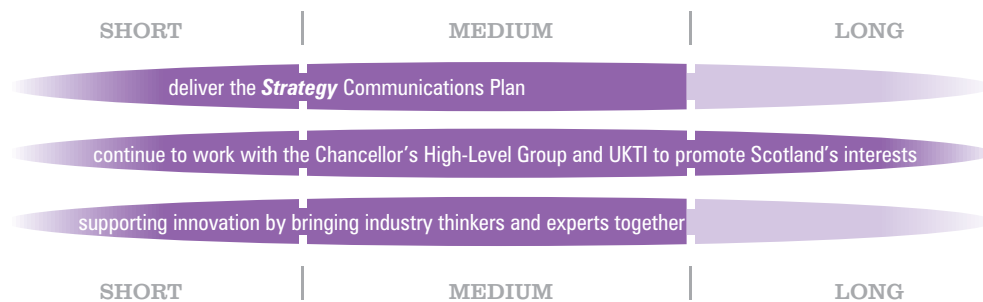 SHORT MEDIUM LONG
deliver the Strategy Communications Plan
continue to work with the Chancellor's High-Level Group and UKTI to promote Scotland's interests
supporting innovation by bringing industry thinkers and experts together
SHORT MEDIUM LONG